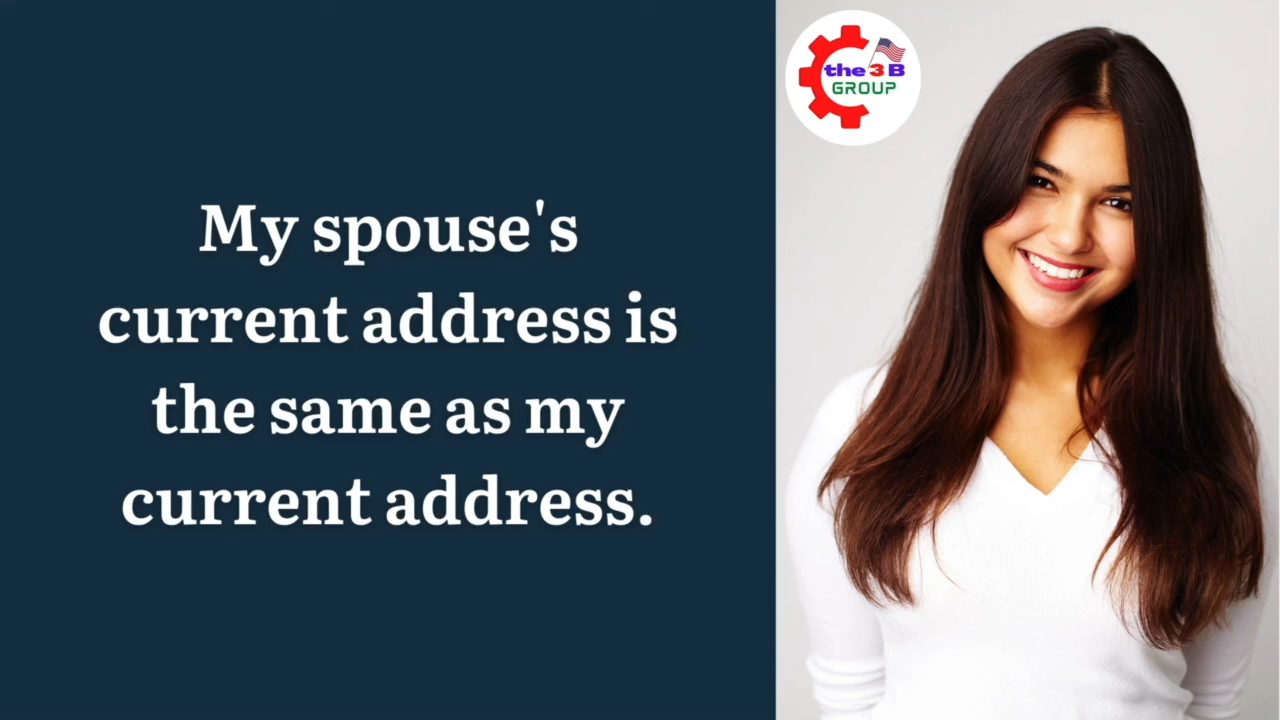 My spouse's
current address is
the same as my
current address.
the 3 B
GROUP